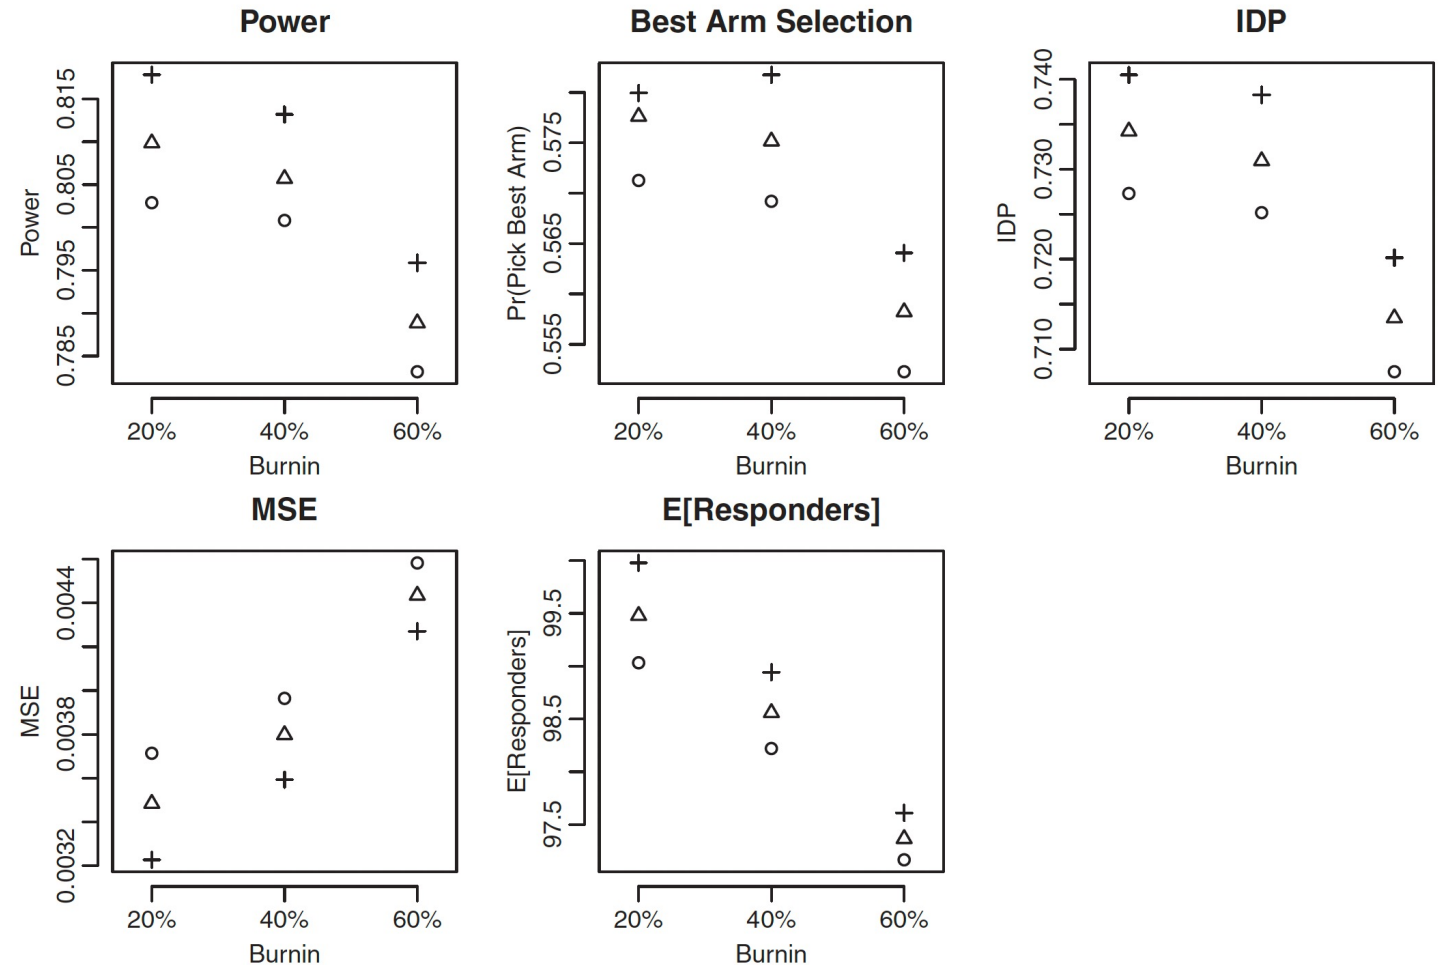 Power
Power
0.815
0.805
0.795
0.785
20% 40% 60%
Burnin
Best Arm Selection
Pr(Pick Best Arm)
0.575
0.565
0.555
20% 40% 60%
Burnin
IDP
IDP
0.740
0.730
0.720
0.710
20% 40% 60%
Burnin
MSE
MSE
0.0044
0.0038
0.0032
20% 40% 60%
Burnin
E[Responders]
E[Responders]
99.5
98.5
97.5
20% 40% 60%
Burnin